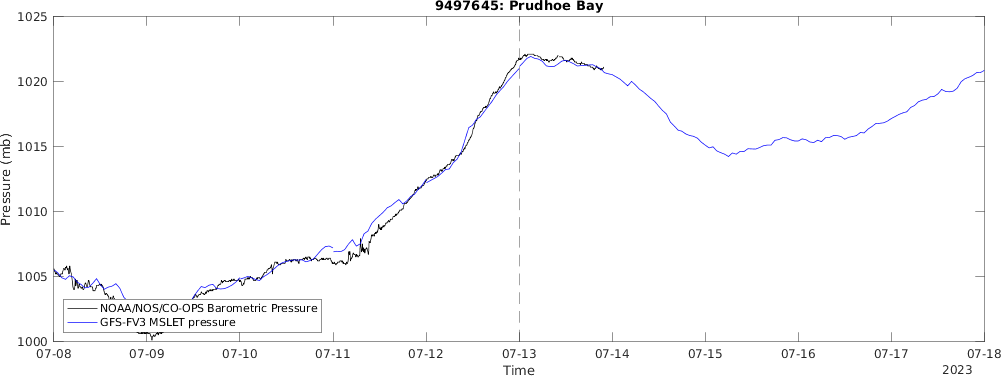 9497645: Prudhoe Bay
1025
1020
1015
1010
1005
1000
Pressure (mb)
NOAA/NOS/CO-OPS Barometric Pressure
GFS-FV3 MSLET pressure
07-08 07-09 07-10 07-11 07-12 07-13 07-14 07-15 07-16 07-17 07-18
Time
2023